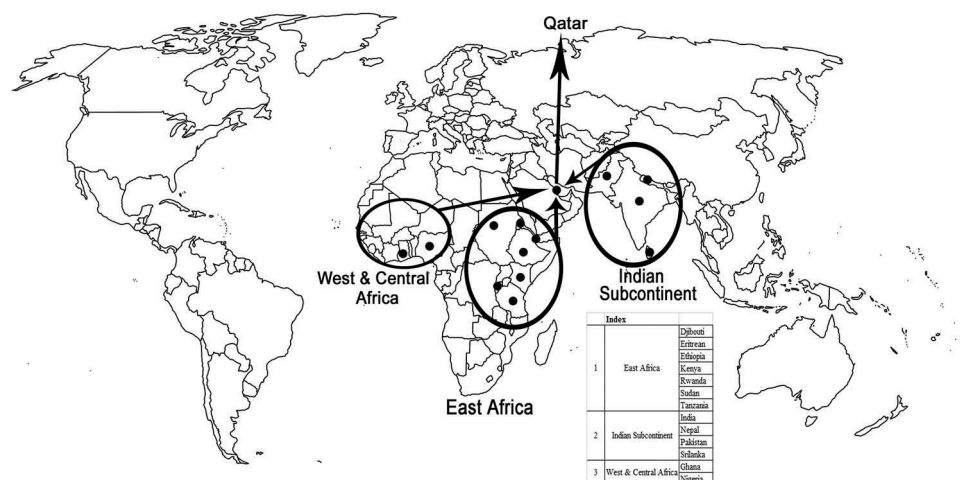 Qatar
West & Central
Africa
Indian
Subcontinent
East Africa
Index
1 East Africa
Djibouti
Eritrean
Ethiopia
Kenya
Rwanda
Sudan
Tanzania
2 Indian Subcontinent
India
Nepal
Pakistan
Srilanka
3 West & Central Africa
Ghana
Nigeria